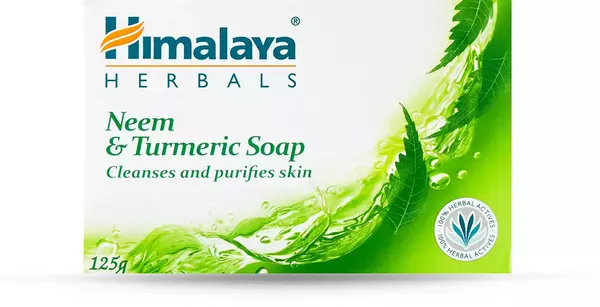 Himalaya®
HERBALS
Neem
& Turmeric Soap
Cleanses and purifies skin
125g
100% HERBAL ACTIVES
100% HERBAL ACTIVES